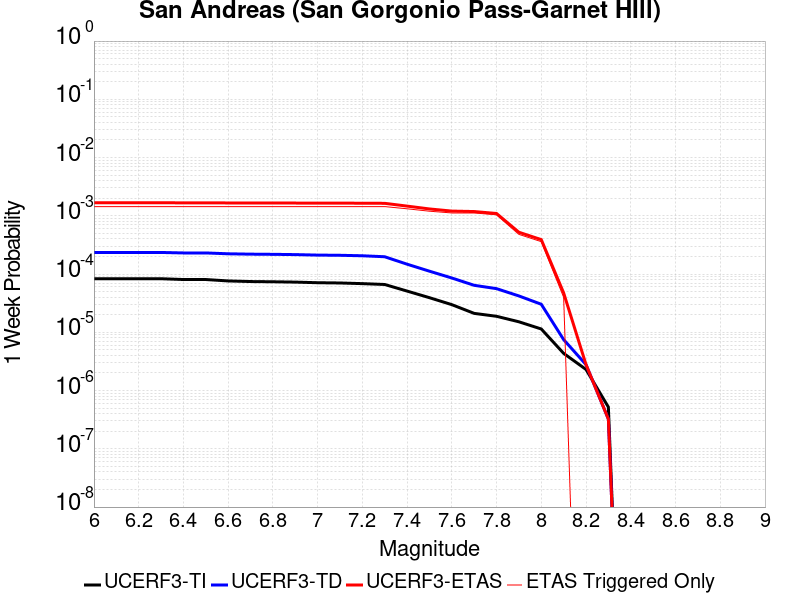 San Andreas (San Gorgonio Pass-Garnet HIll)
10^0
10^-1
10^-2
10^-3
10^-4
10^-5
10^-6
10^-7
10^-8
1 Week Probability
6 6.2 6.4 6.6 6.8 7 7.2 7.4 7.6 7.8 8 8.2 8.4 8.6 8.8 9
Magnitude
UCERF3-TI UCERF3-TD UCERF3-ETAS ETAS Triggered Only